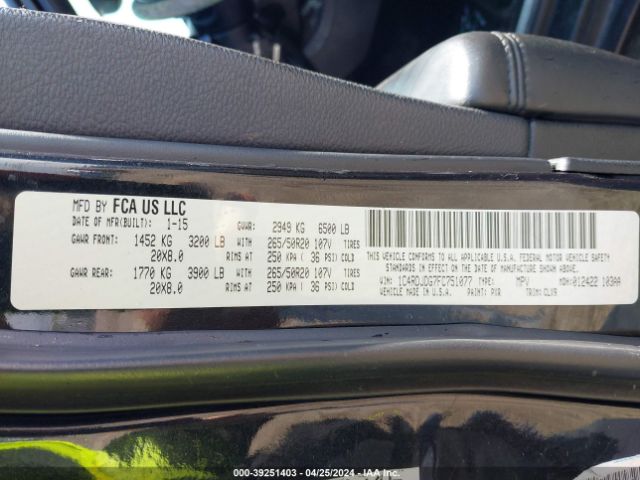 MFD BY FCA US LLC
DATE OF MFR(BUILT): 1-15 GVWR: 2949 KG 6500 LB
GAWR FRONT: 1452 KG 3200 LB WITH 265/50R20 107V TIRES
20X8.0 RIMS AT 250 KPA ( 36 PSI) COLD
GAWR REAR: 1770 KG 3900 LB WITH 265/50R20 107V TIRES
20X8.0 RIMS AT 250 KPA ( 36 PSI) COLD
THIS VEHICLE CONFORMS TO ALL APPLICABLE U.S.A. FEDERAL MOTOR VEHICLE SAFETY
STANDARDS IN EFFECT ON THE DATE OF MANUFACTURE SHOWN ABOVE.
VIN: 1C4RDJDG7FC751077 TYPE: MPV MDH:012422 103AA
VEHICLE MADE IN U.S.A. PAINT: PXR TRIM: CLX9
000-39251403 - 04/25/2024 - IAA Inc.